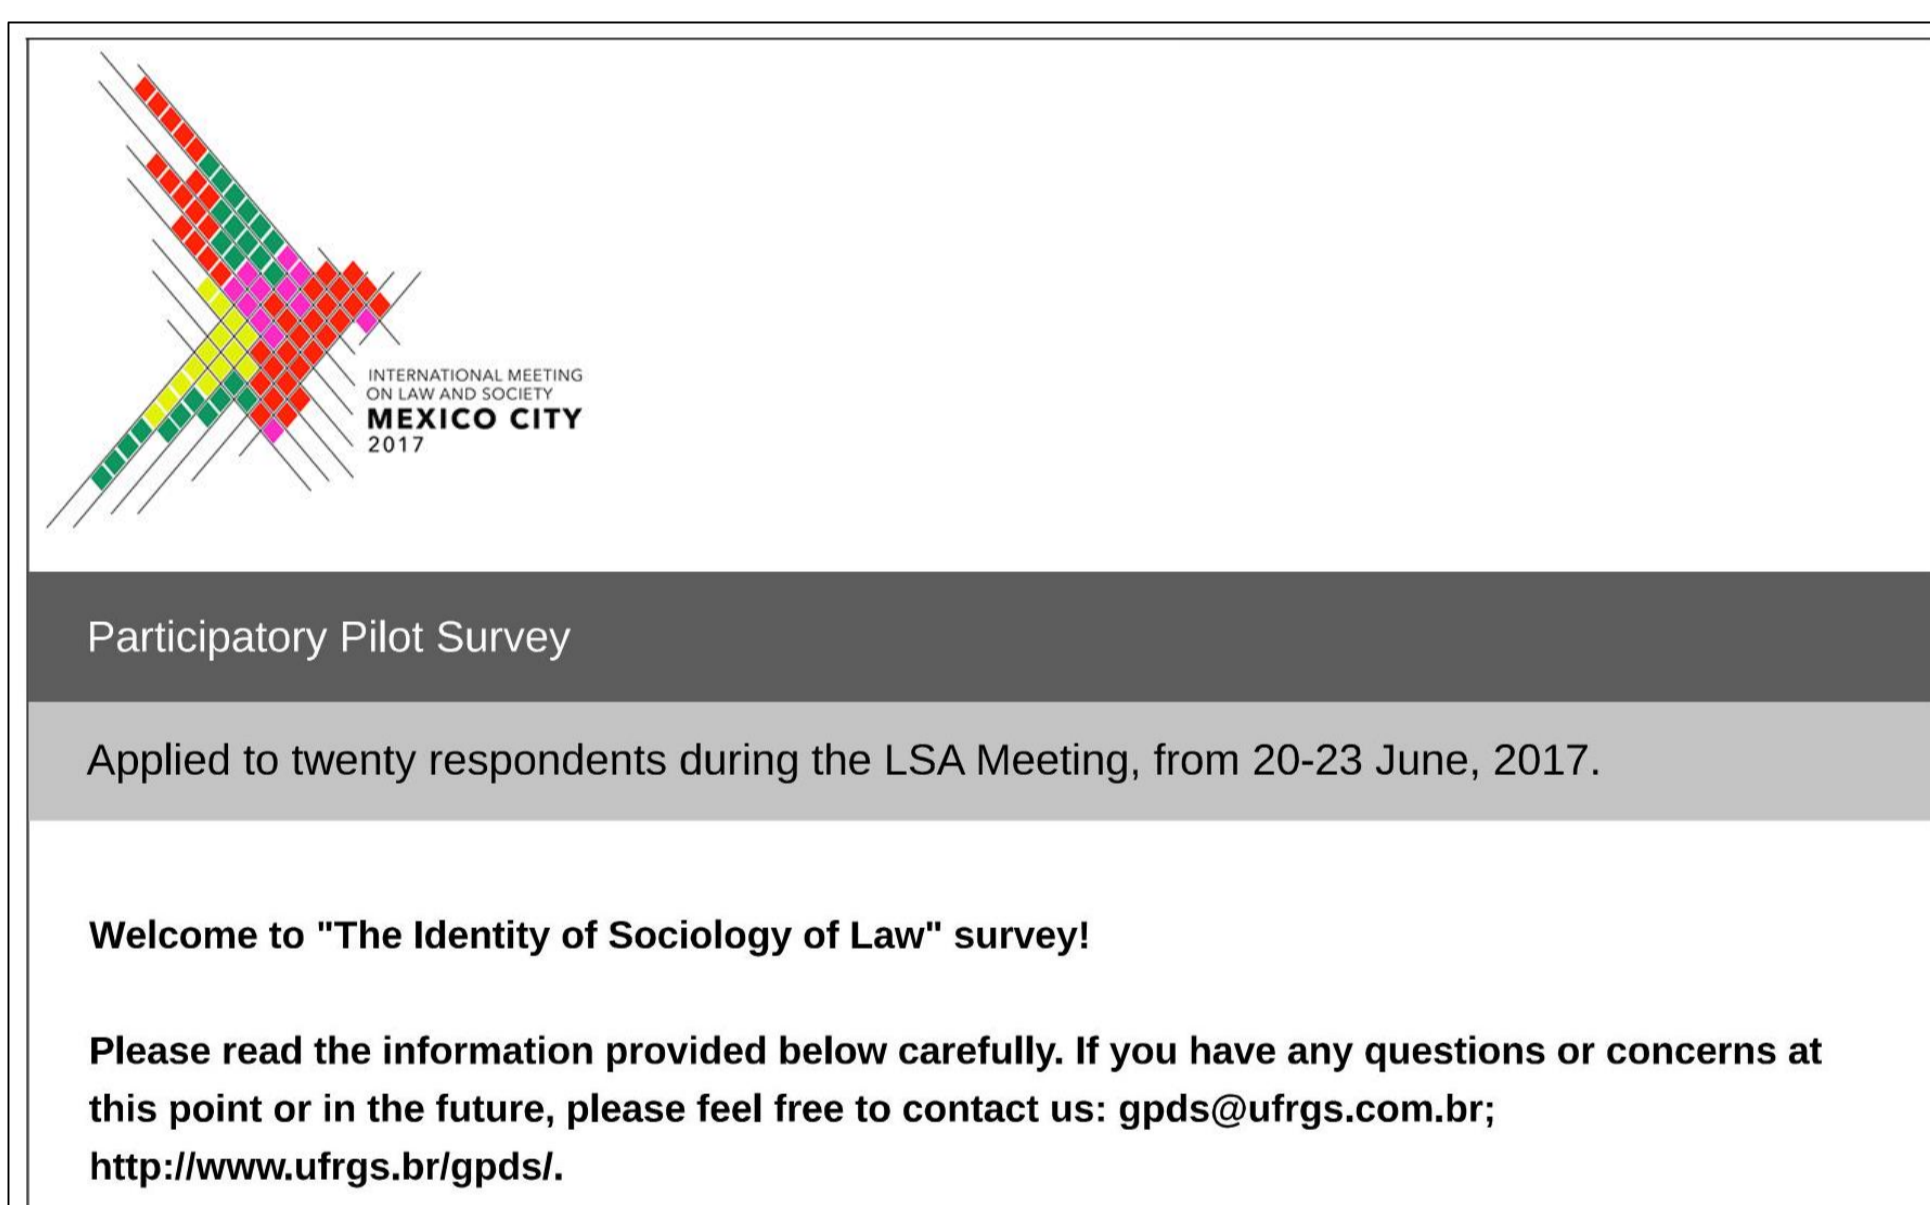 INTERNATIONAL MEETING
ON LAW AND SOCIETY
MEXICO CITY
2017
Participatory Pilot Survey
Applied to twenty respondents during the LSA Meeting, from 20-23 June, 2017.
Welcome to "The Identity of Sociology of Law" survey!
Please read the information provided below carefully. If you have any questions or concerns at
this point or in the future, please feel free to contact us: gpds@ufrgs.com.br;
http://www.ufrgs.br/gpds/.